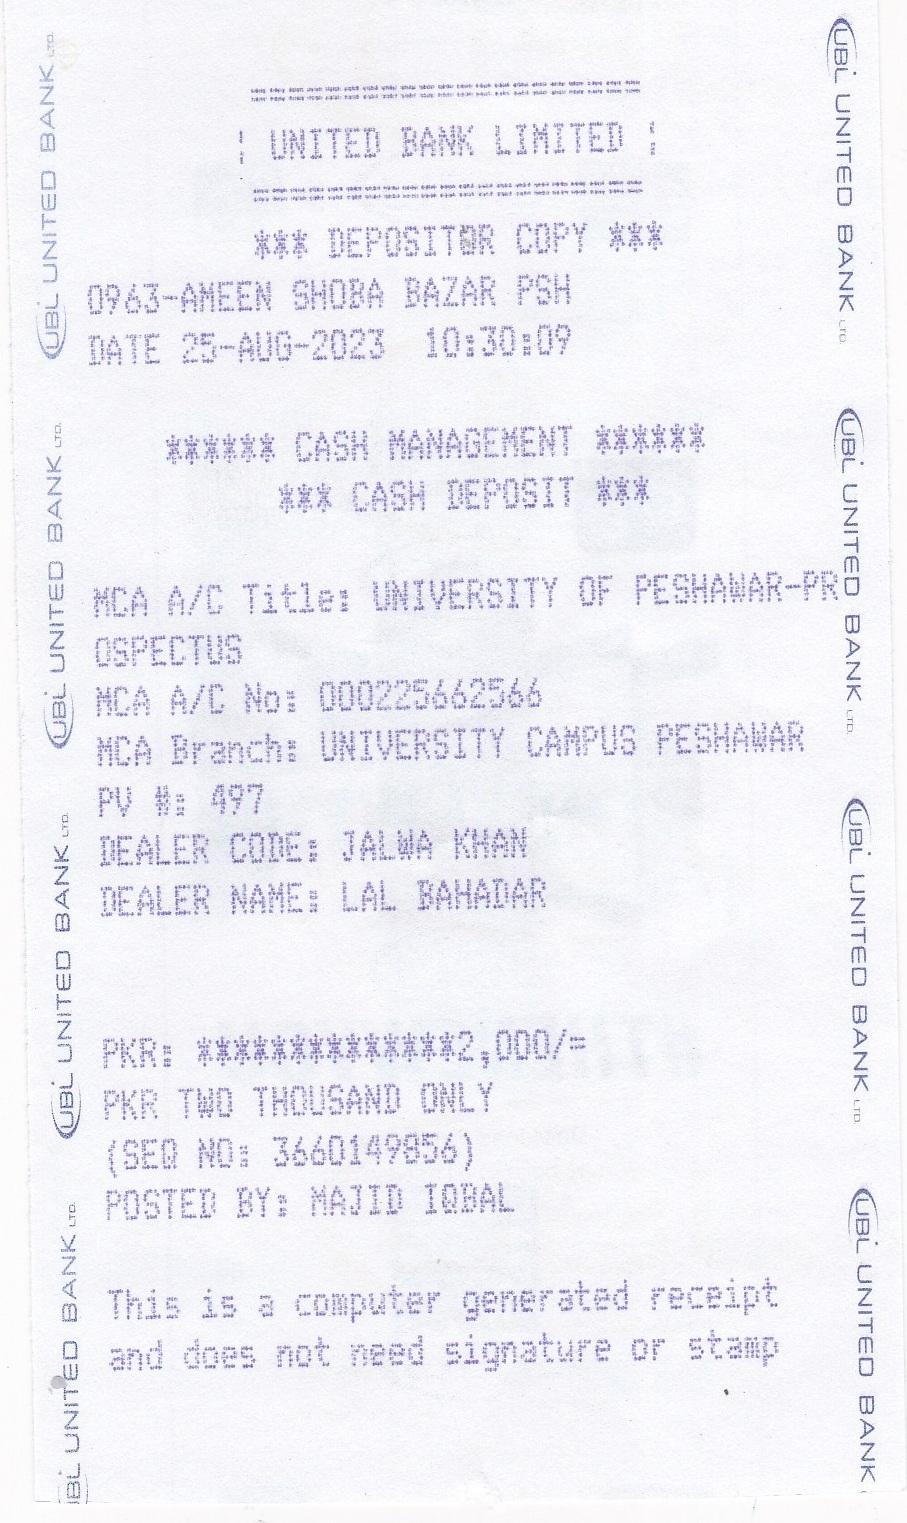 ====================
| UNITED BANK LIMITED |
====================
*** DEPOSITOR COPY ***
0963-AMEEN SHOBA BAZAR PSH
DATE 25-AUG-2023 10:30:09
****** CASH MANAGEMENT ******
*** CASH DEPOSIT ***
MCA A/C Title: UNIVERSITY OF PESHAWAR-PR
OSPECTUS
MCA A/C No: 000225662566
MCA Branch: UNIVERSITY CAMPUS PESHAWAR
PV #: 497
DEALER CODE: JALWA KHAN
DEALER NAME: LAL BAHADAR
PKR: **************2,000/=
PKR TWO THOUSAND ONLY
(SEQ NO: 3660149856)
POSTED BY: MAJID IQBAL
This is a computer generated receipt
and does not need signature or stamp
UBL UNITED BANK LTD.
UBL UNITED BANK LTD.
UBL UNITED BANK LTD.
UBL UNITED BANK LTD.
UBL UNITED BANK LTD
UBL UNITED BANK LTD.
UBL UNITED BANK LTD
UBL UNITED BANK